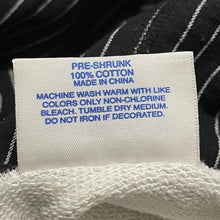 PRE-SHRUNK
100% COTTON
MADE IN CHINA
MACHINE WASH WARM WITH LIKE
COLORS ONLY NON-CHLORINE
BLEACH. TUMBLE DRY MEDIUM.
DO NOT IRON IF DECORATED.